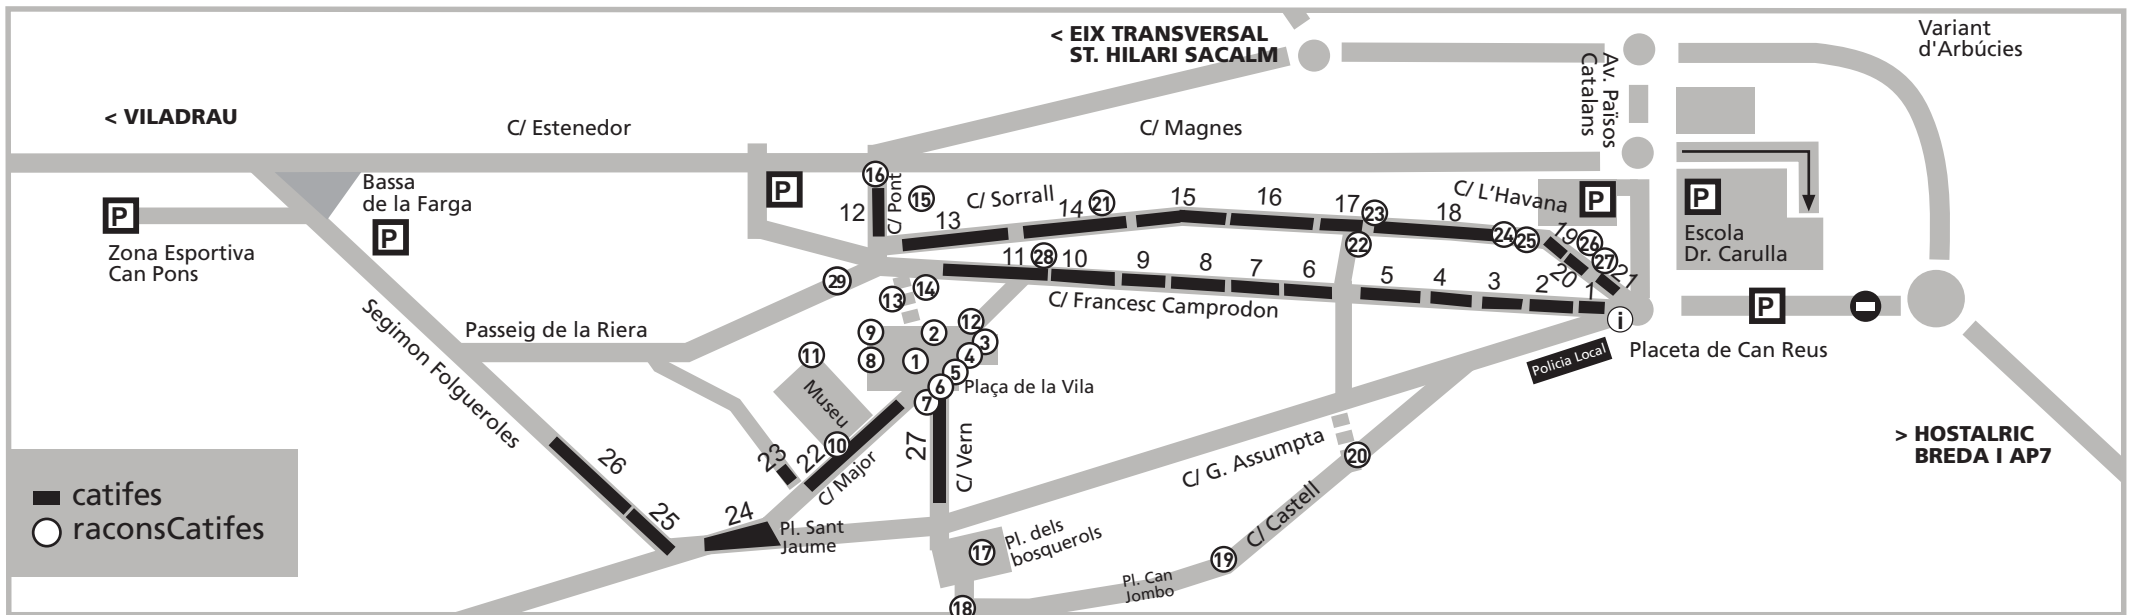 < EIX TRANSVERSAL
ST. HILARI SACALM
Variant
d'Arbúcies
Av. Països
Catalans
< VILADRAU
C/ Estenedor
C/ Magnes
P
Bassa
de la Farga
P
P
Zona Esportiva
Can Pons
P
16
C/ Pont
12
15
13
C/ Sorrall
14
21
15
16
17
23
22
18
C/ L'Havana
P
24
25
19
26
27
20
21
P
Escola
Dr. Carulla
11
28
10
9
8
7
6
5
4
3
2
1
C/ Francesc Camprodon
i
P
Placeta de Can Reus
Policia Local
29
14
13
Passeig de la Riera
Segimon Folgueroles
9
2
12
3
11
8
1
4
5
6
7
Plaça de la Vila
Museu
10
22
23
C/ Major
27
C/ Vern
26
25
24
Pl. Sant
Jaume
C/ G. Assumpta
20
C/ Castell
19
17
Pl. dels
bosquerols
18
Pl. Can
Jombo
> HOSTALRIC
BREDA I AP7
catifes
raconsCatifes